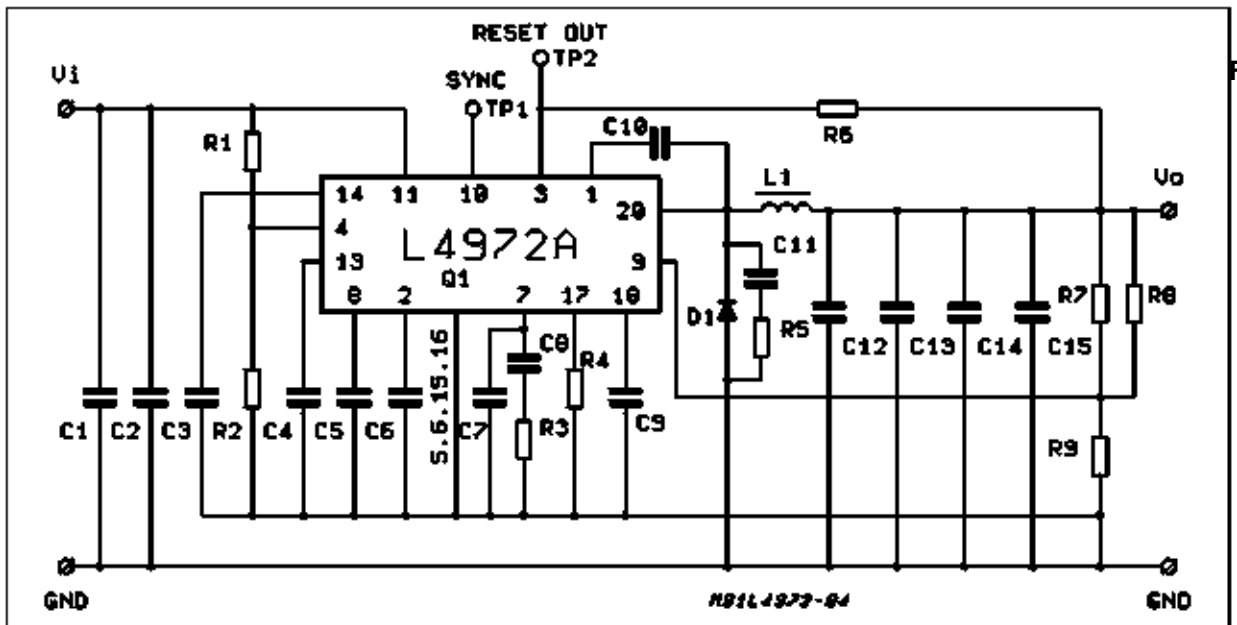 RESET OUT
TP2
Vi
SYNC
TP1
C10
R6
R1
L1
Vo
14
11
10
3
1
20
4
L4972A
C11
13
Q1
9
8
2
7
17
18
D1
R5
R7
R8
5.6.15.16
C8
R4
C12
C13
C14
C15
C1
C2
C3
R2
C4
C5
C6
C7
R3
C9
R9
GND
GND